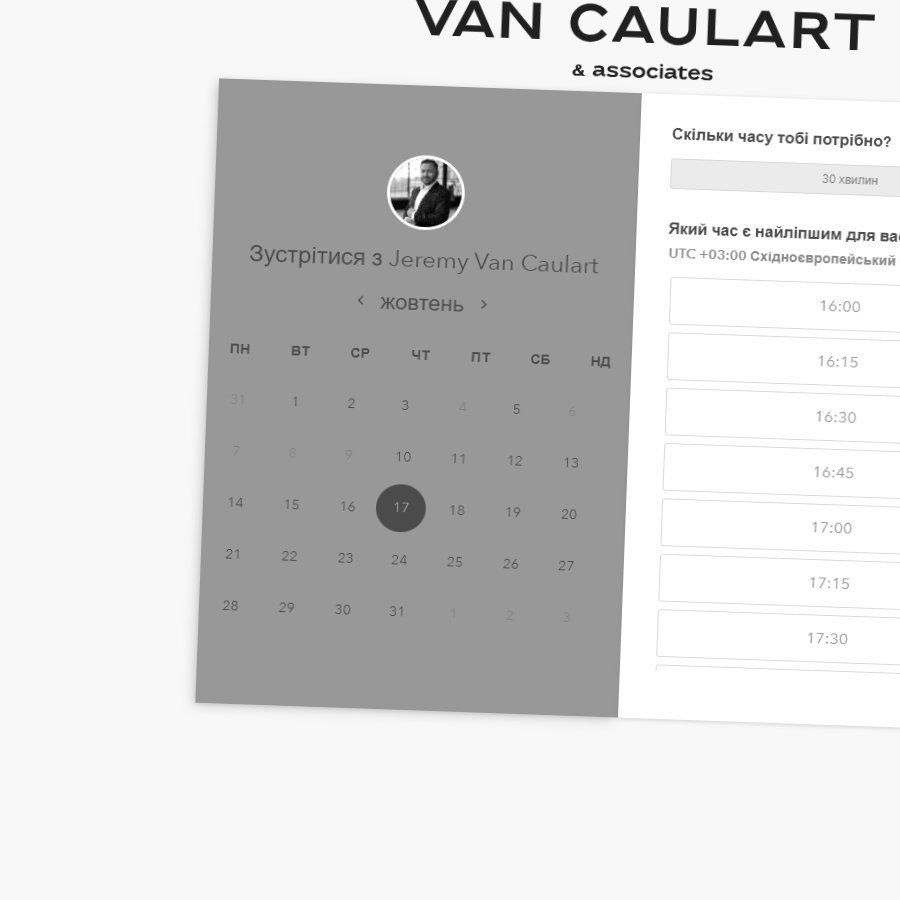 VAN CAULART
& associates
Зустрітися з Jeremy Van Caulart
жовтень
ПН ВТ СР ЧТ ПТ СБ НД
31 1 2 3 4 5 6
7 8 9 10 11 12 13
14 15 16 17 18 19 20
21 22 23 24 25 26 27
28 29 30 31 1 2 3
Скільки часу тобі потрібно?
30 хвилин
Який час є найліпшим для
UTC +03:00 Східноєвропейський
16:00
16:15
16:30
16:45
17:00
17:15
17:30